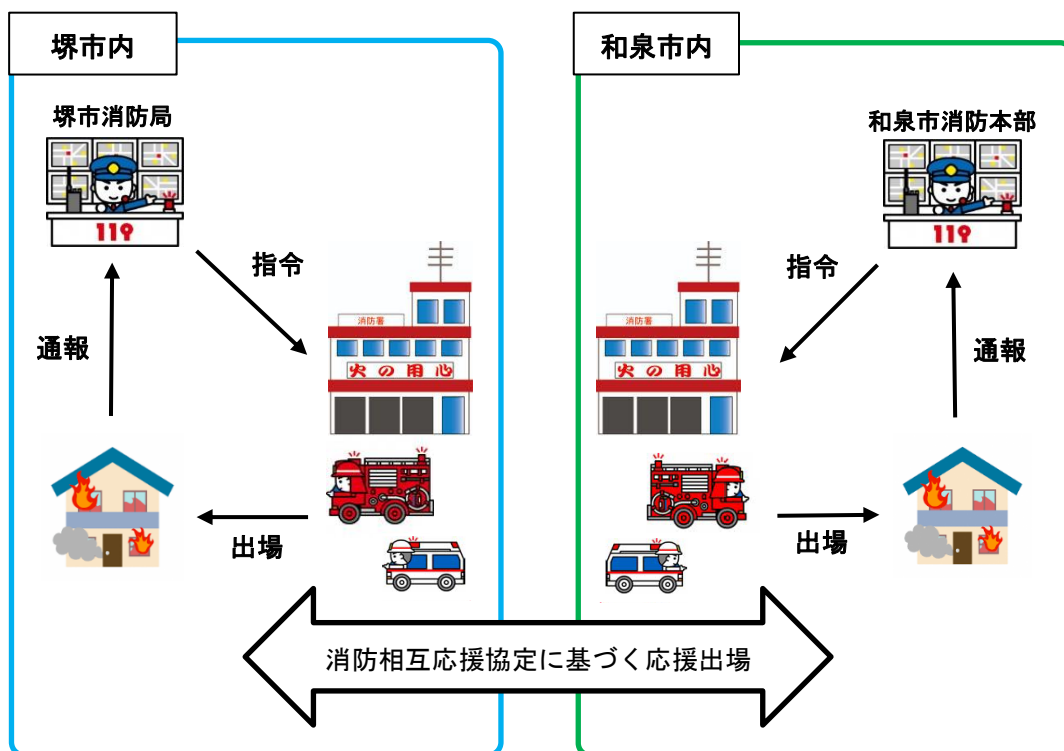 堺市内
堺市消防局
119
指令
通報
消防署
火の用心
出場
和泉市内
和泉市消防本部
119
指令
通報
消防署
火の用心
出場
消防相互応援協定に基づく応援出場